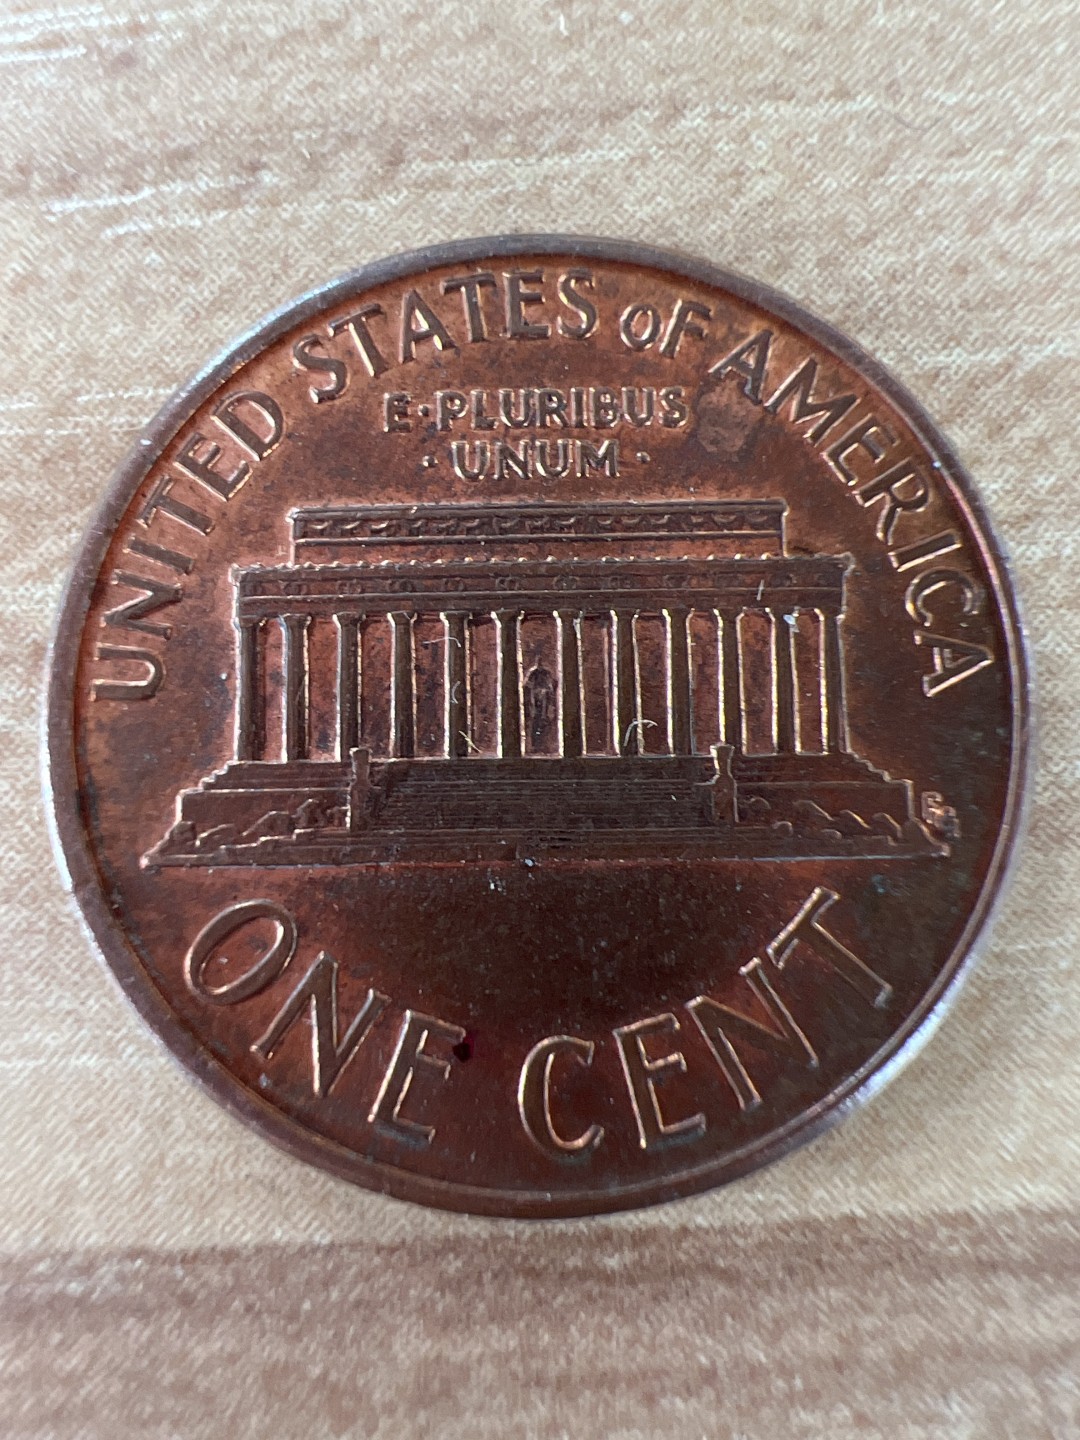 UNITED STATES OF AMERICA
E·PLURIBUS
·UNUM·
ONE CENT